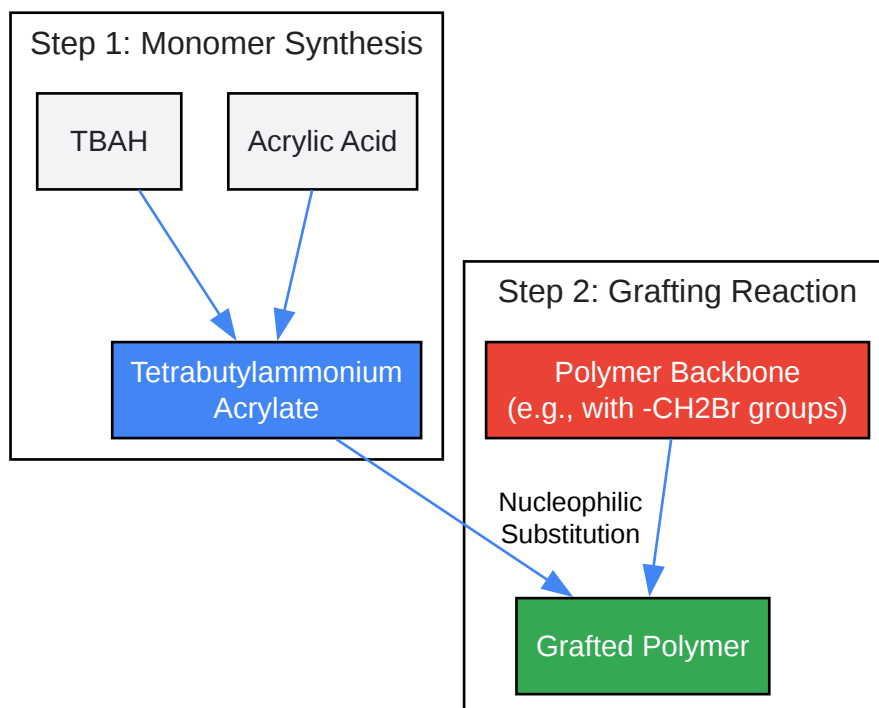 Step 1: Monomer Synthesis
TBAH
Acrylic Acid
Tetrabutylammonium
Acrylate
Step 2: Grafting Reaction
Polymer Backbone
(e.g., with -CH2Br groups)
Nucleophilic
Substitution
Grafted Polymer